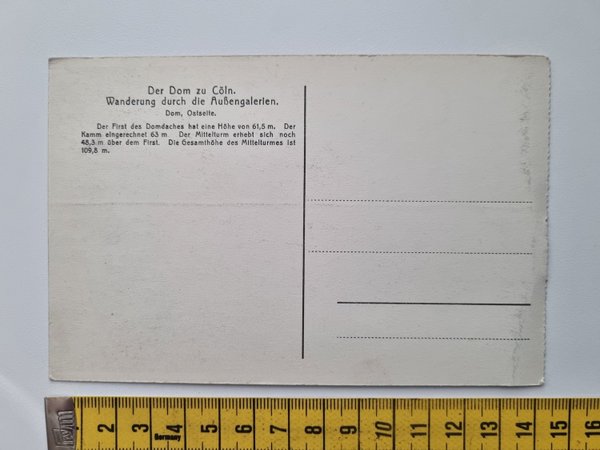 Der Dom zu Cöln.
Wanderung durch die Außengalerien.
Dom, Ostseite.
Der First des Domdaches hat eine Höhe von 61,5 m. Der
Kamm eingerechnet 63 m Der Mittelturm erhebt sich noch
48,3 m über dem First. Die Gesamthöhe des Mittelturmes ist
109,8 m.
2 3 4 5 6 7 8 9 10 11 12 13 14 15 16
Germany